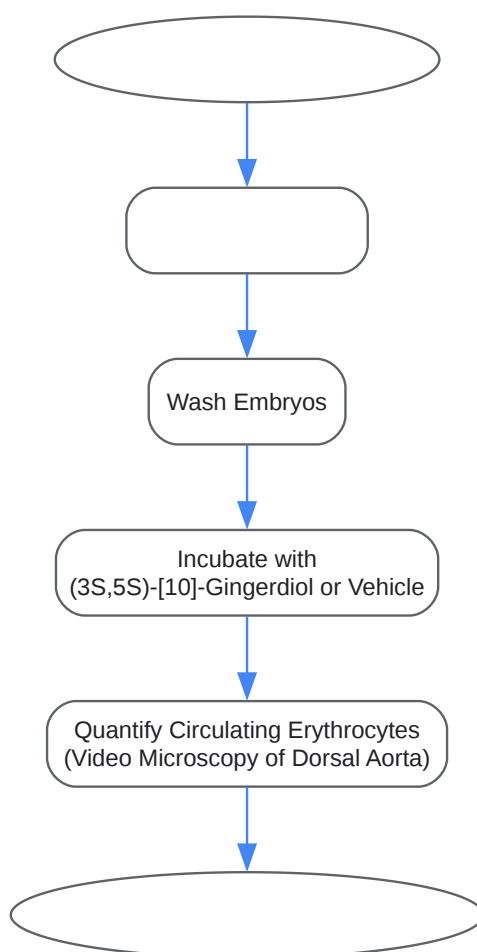 Wash Embryos
Incubate with
(3S,5S)-[10]-Gingerdiol or Vehicle
Quantify Circulating Erythrocytes
(Video Microscopy of Dorsal Aorta)